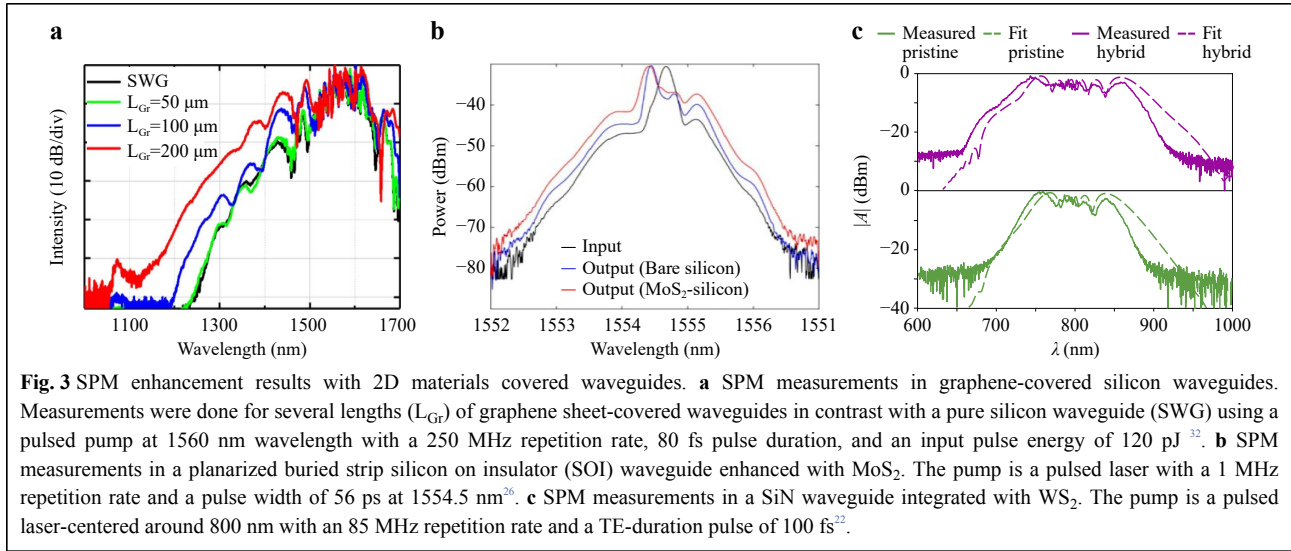 a
SWG
L_Gr=50 μm
L_Gr=100 μm
L_Gr=200 μm
Intensity (10 dB/div)
1100 1300 1500 1700
Wavelength (nm)
b
−40
−50
−60
−70
−80
Power (dBm)
Input
Output (Bare silicon)
Output (MoS₂-silicon)
1552 1553 1554 1555 1556 1551
Wavelength (nm)
c
Measured pristine
Fit pristine
Measured hybrid
Fit hybrid
0
−20
0
−20
−40
|A| (dBm)
600 700 800 900 1000
λ (nm)
Fig. 3 SPM enhancement results with 2D materials covered waveguides. a SPM measurements in graphene-covered silicon waveguides.
Measurements were done for several lengths (L_Gr) of graphene sheet-covered waveguides in contrast with a pure silicon waveguide (SWG) using a
pulsed pump at 1560 nm wavelength with a 250 MHz repetition rate, 80 fs pulse duration, and an input pulse energy of 120 pJ ³². b SPM
measurements in a planarized buried strip silicon on insulator (SOI) waveguide enhanced with MoS₂. The pump is a pulsed laser with a 1 MHz
repetition rate and a pulse width of 56 ps at 1554.5 nm²⁶. c SPM measurements in a SiN waveguide integrated with WS₂. The pump is a pulsed
laser-centered around 800 nm with an 85 MHz repetition rate and a TE-duration pulse of 100 fs²².